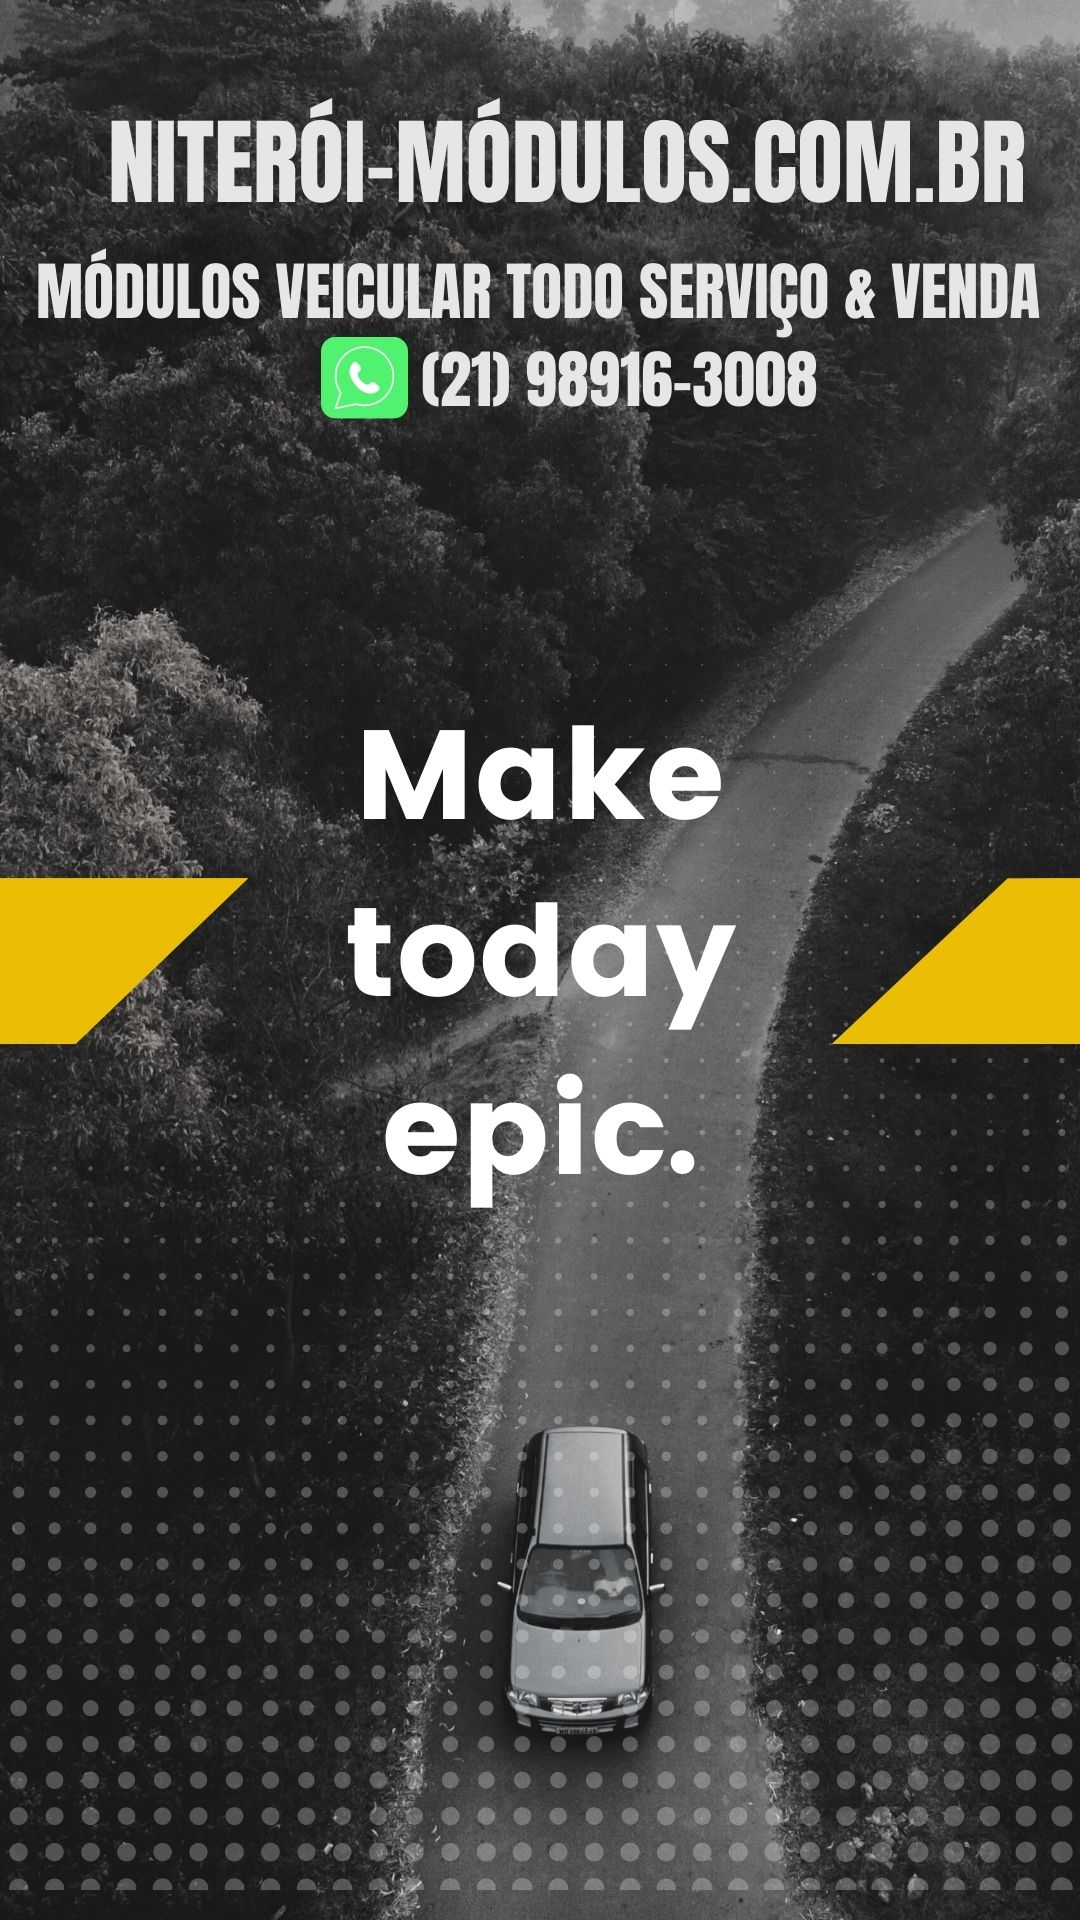 NITERÓI-MÓDULOS.COM.BR
MÓDULOS VEICULAR TODO SERVIÇO & VENDA
(21) 98916-3008
Make
today
epic.